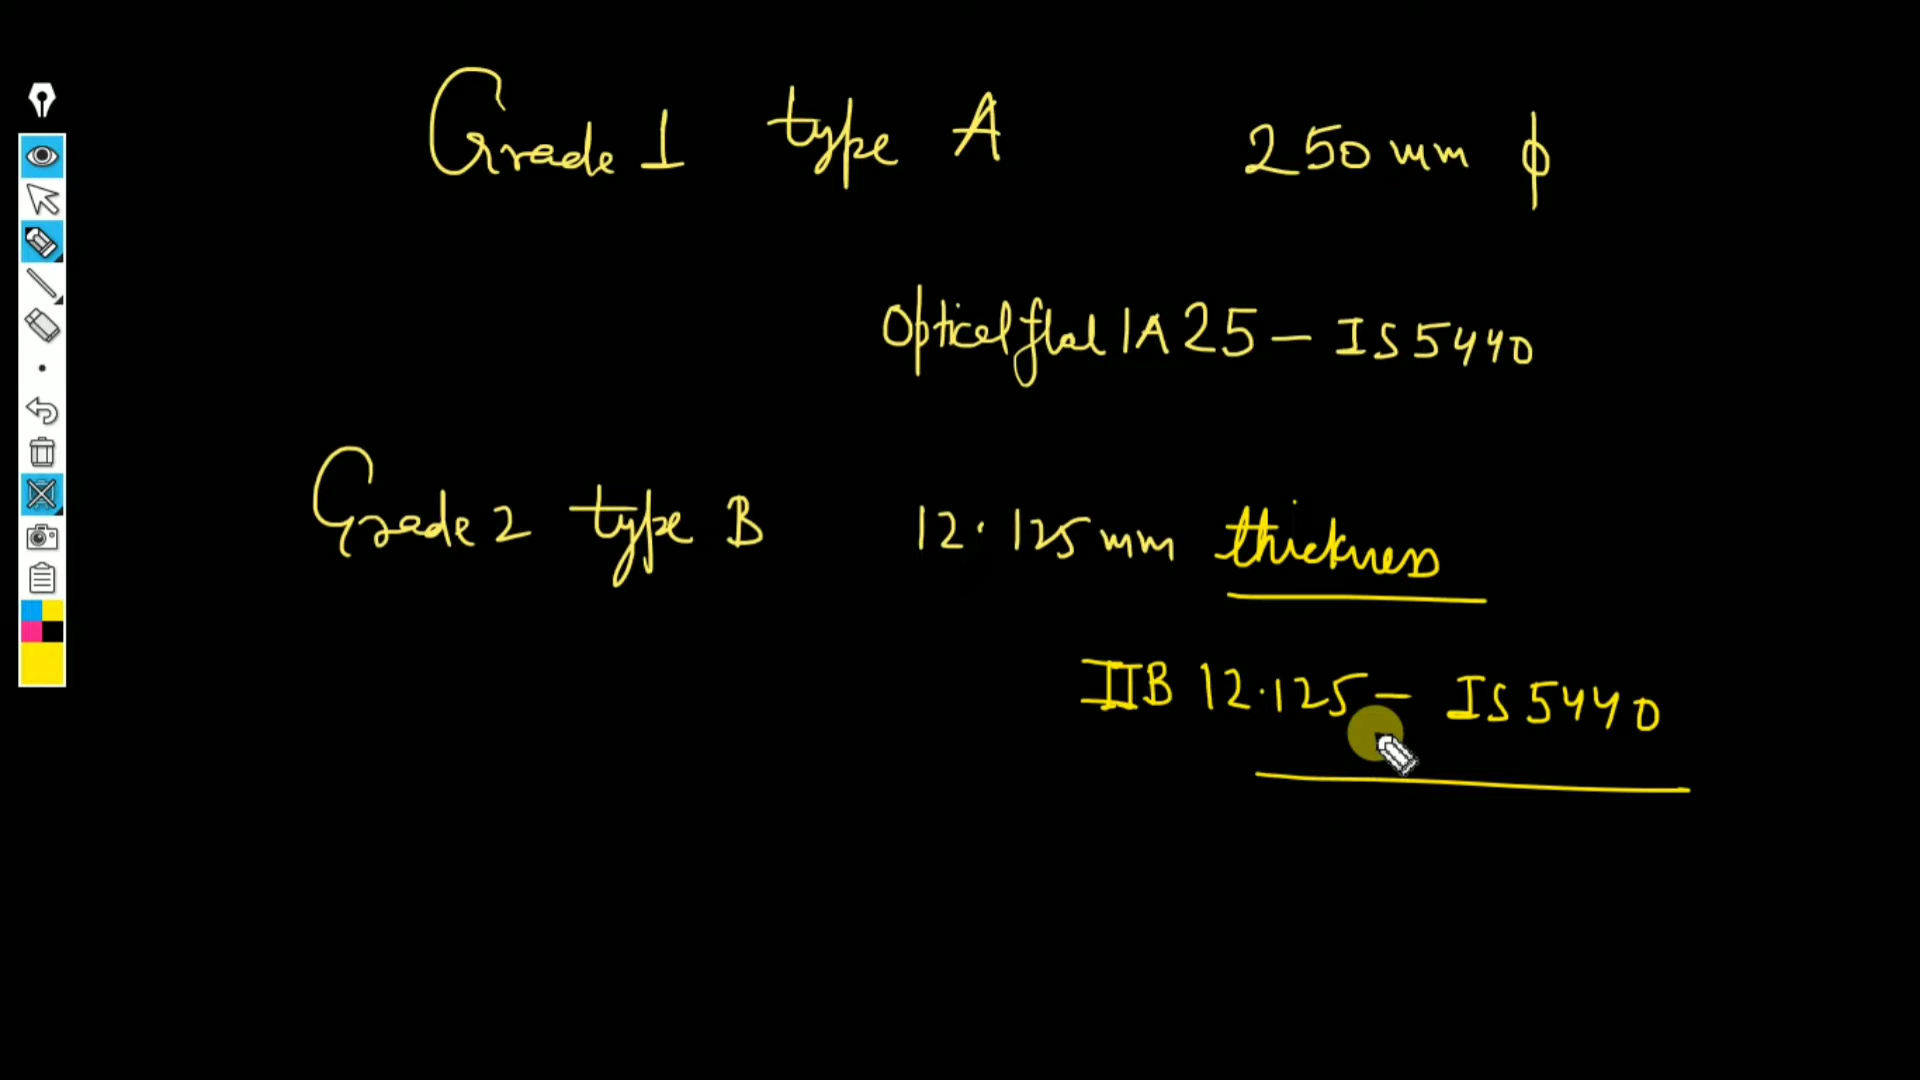 Grade 1 type A 250 mm ϕ
Optical flat IA 25 - IS 5440
Grade 2 type B 12.125 mm thickness
IIB 12.125 - IS 5440